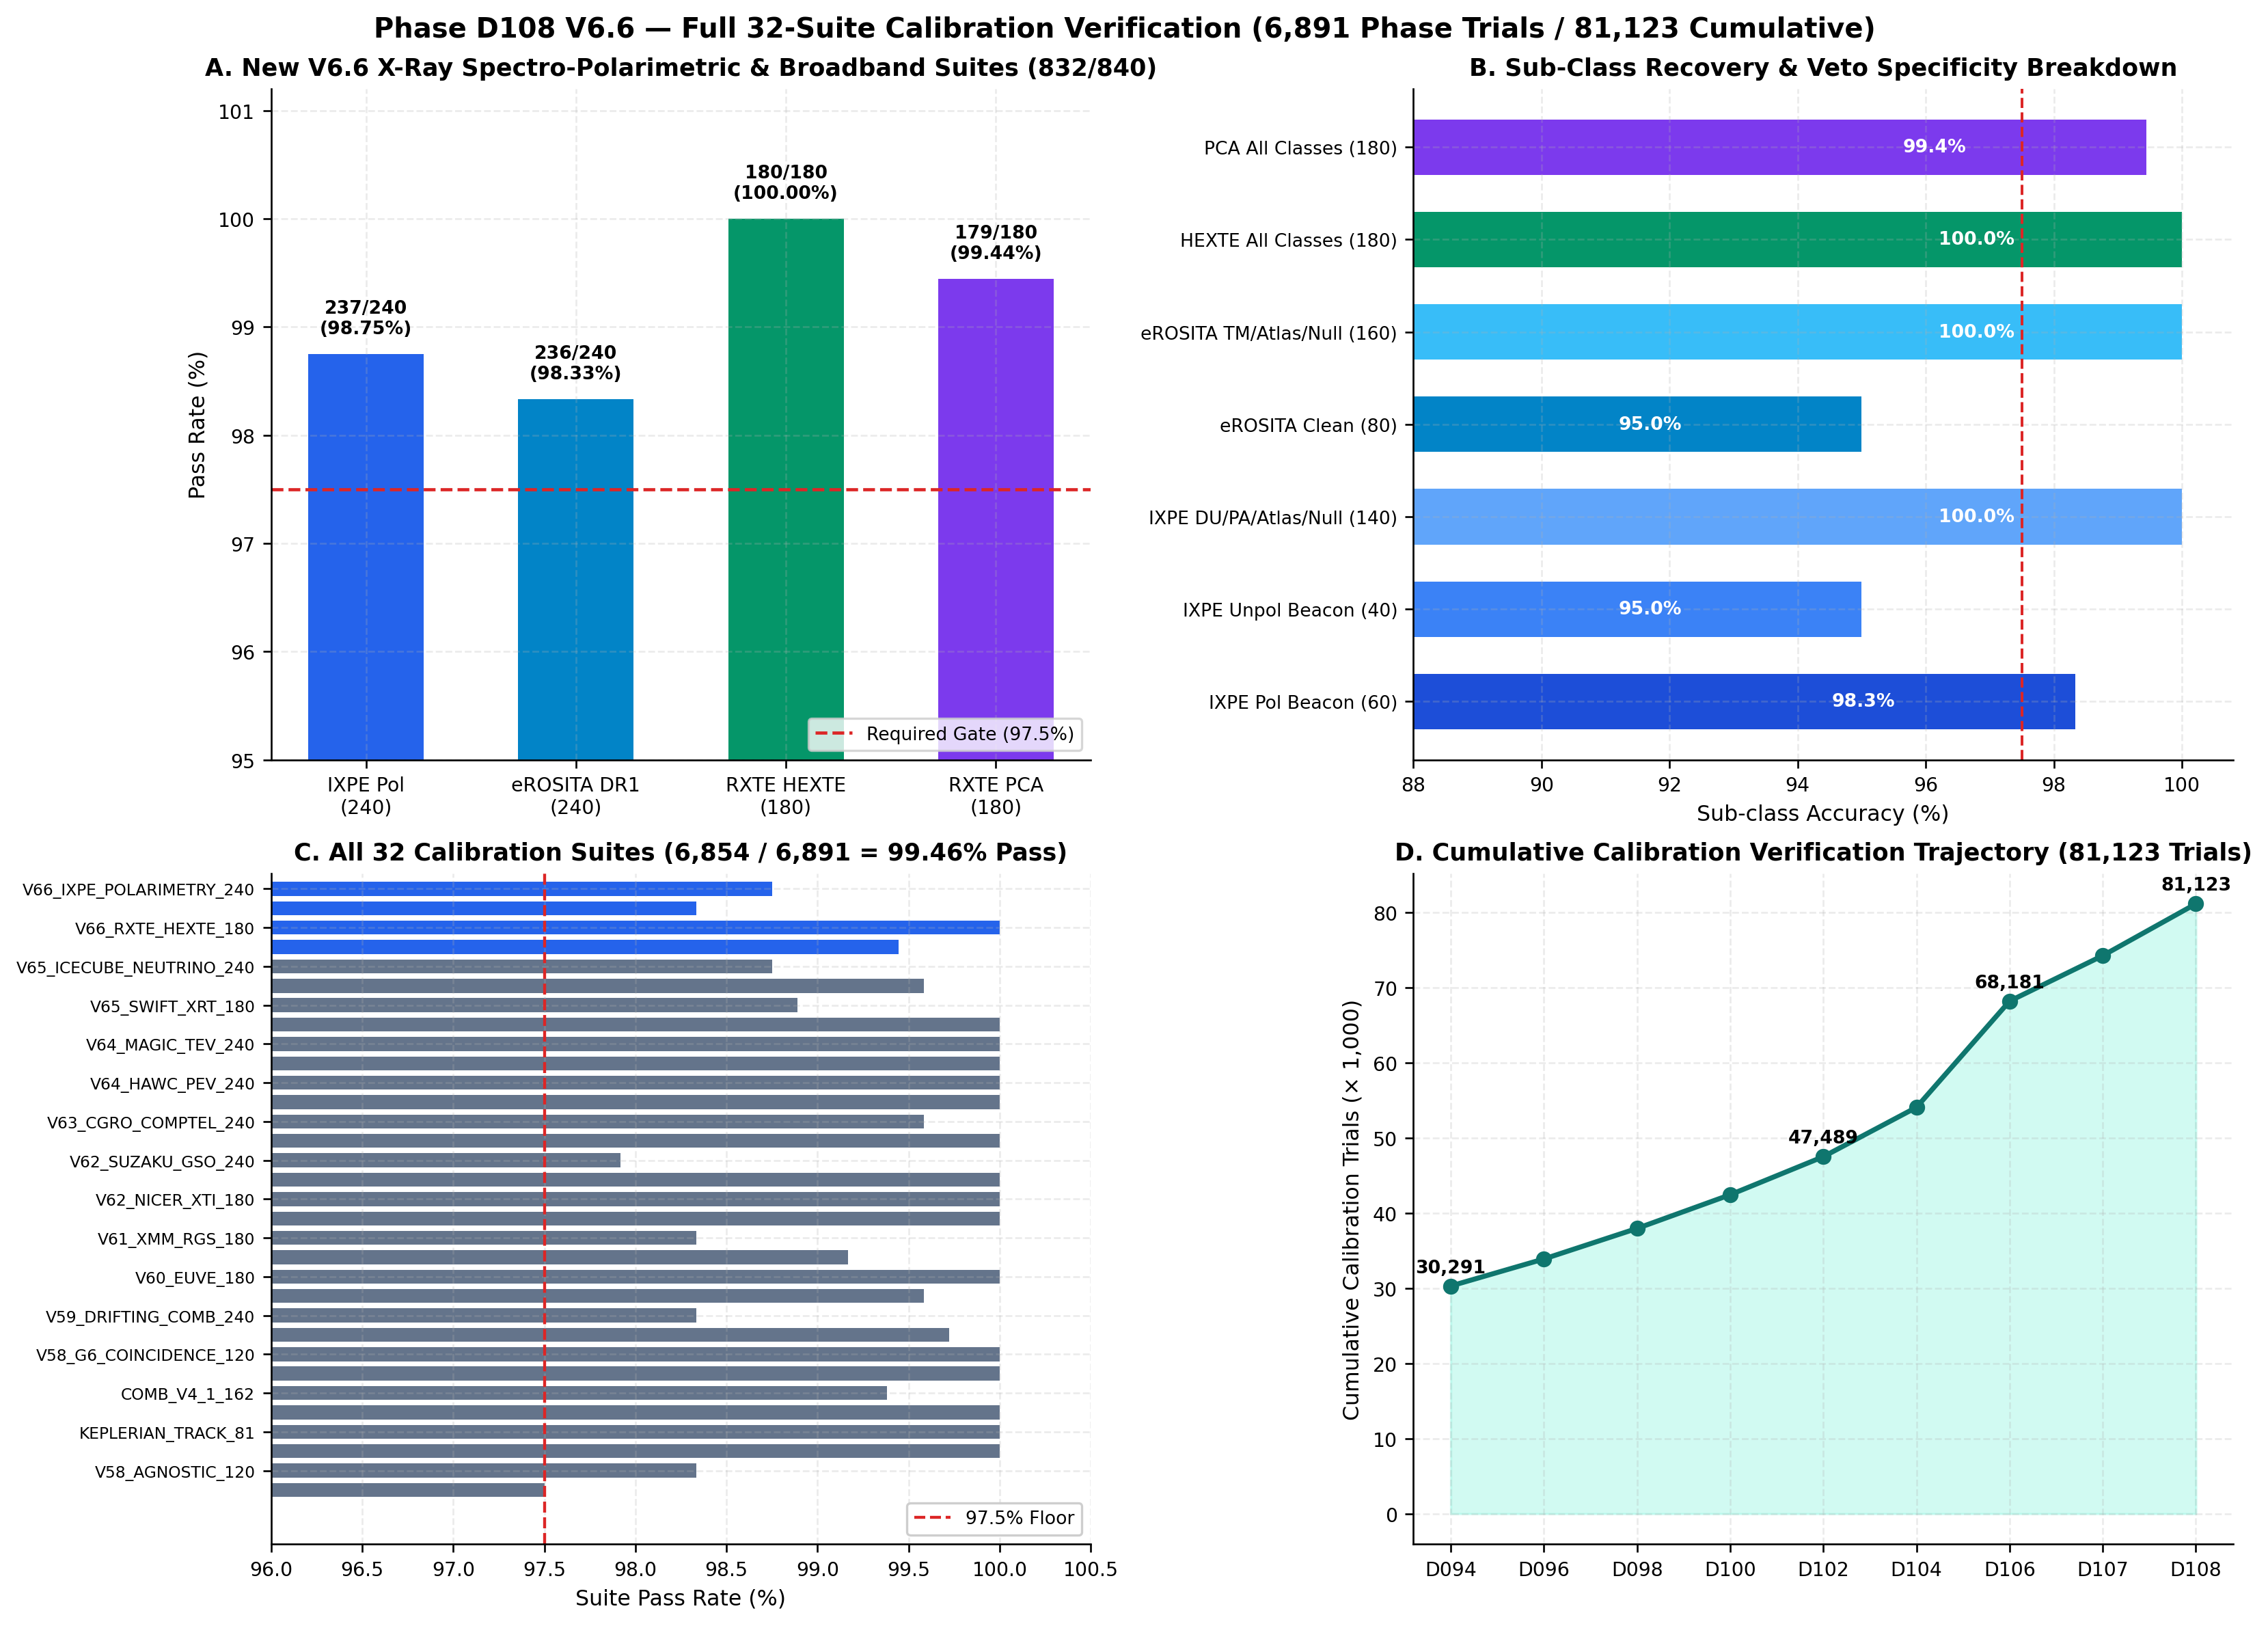 Phase D108 V6.6 — Full 32-Suite Calibration Verification (6,891 Phase Trials / 81,123 Cumulative)
A. New V6.6 X-Ray Spectro-Polarimetric & Broadband Suites (832/840)
Pass Rate (%)
101
100
99
98
97
96
95
237/240
(98.75%)
236/240
(98.33%)
180/180
(100.00%)
179/180
(99.44%)
Required Gate (97.5%)
IXPE Pol
(240)
eROSITA DR1
(240)
RXTE HEXTE
(180)
RXTE PCA
(180)
B. Sub-Class Recovery & Veto Specificity Breakdown
PCA All Classes (180)
99.4%
HEXTE All Classes (180)
100.0%
eROSITA TM/Atlas/Null (160)
100.0%
eROSITA Clean (80)
95.0%
IXPE DU/PA/Atlas/Null (140)
100.0%
IXPE Unpol Beacon (40)
95.0%
IXPE Pol Beacon (60)
98.3%
88 90 92 94 96 98 100
Sub-class Accuracy (%)
C. All 32 Calibration Suites (6,854 / 6,891 = 99.46% Pass)
V66_IXPE_POLARIMETRY_240
V66_RXTE_HEXTE_180
V65_ICECUBE_NEUTRINO_240
V65_SWIFT_XRT_180
V64_MAGIC_TEV_240
V64_HAWC_PEV_240
V63_CGRO_COMPTEL_240
V62_SUZAKU_GSO_240
V62_NICER_XTI_180
V61_XMM_RGS_180
V60_EUVE_180
V59_DRIFTING_COMB_240
V58_G6_COINCIDENCE_120
COMB_V4_1_162
KEPLERIAN_TRACK_81
V58_AGNOSTIC_120
97.5% Floor
96.0 96.5 97.0 97.5 98.0 98.5 99.0 99.5 100.0 100.5
Suite Pass Rate (%)
D. Cumulative Calibration Verification Trajectory (81,123 Trials)
Cumulative Calibration Trials (× 1,000)
80
70
60
50
40
30
20
10
0
30,291
47,489
68,181
81,123
D094 D096 D098 D100 D102 D104 D106 D107 D108